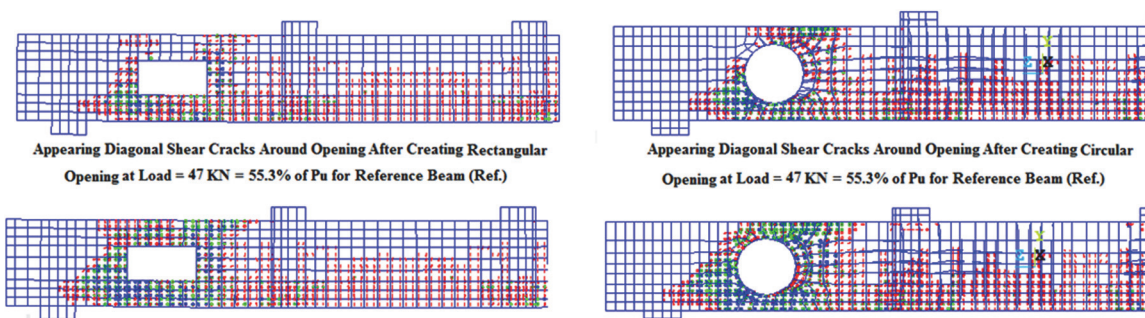 Appearing Diagonal Shear Cracks Around Opening After Creating Rectangular
Opening at Load = 47 KN = 55.3% of Pu for Reference Beam (Ref.)
Appearing Diagonal Shear Cracks Around Opening After Creating Circular
Opening at Load = 47 KN = 55.3% of Pu for Reference Beam (Ref.)
Y
X
Y
X